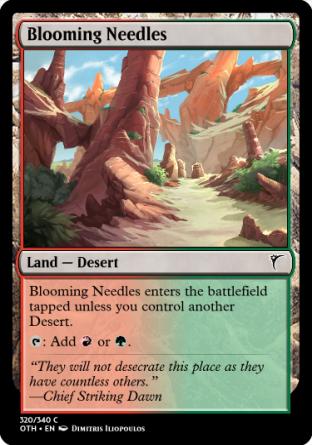 Blooming Needles
Land — Desert
Blooming Needles enters the battlefield
tapped unless you control another
Desert.
: Add or .
“They will not desecrate this place as they
have countless others.”
—Chief Striking Dawn
320/340 C
OTH • EN Dimitris Iliopoulos